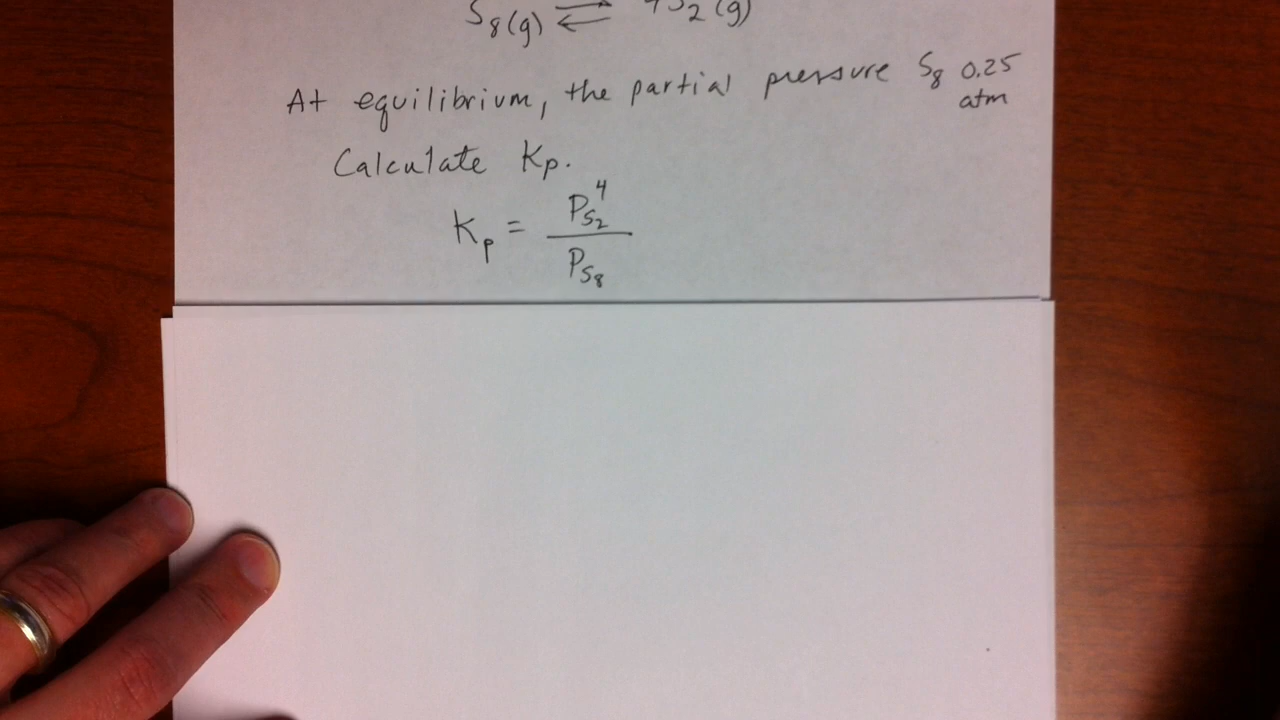 S8(g) ⇌ 4S2(g)
At equilibrium, the partial pressure S8 0.25
atm
Calculate Kp.
Kp = PS2^4 / PS8